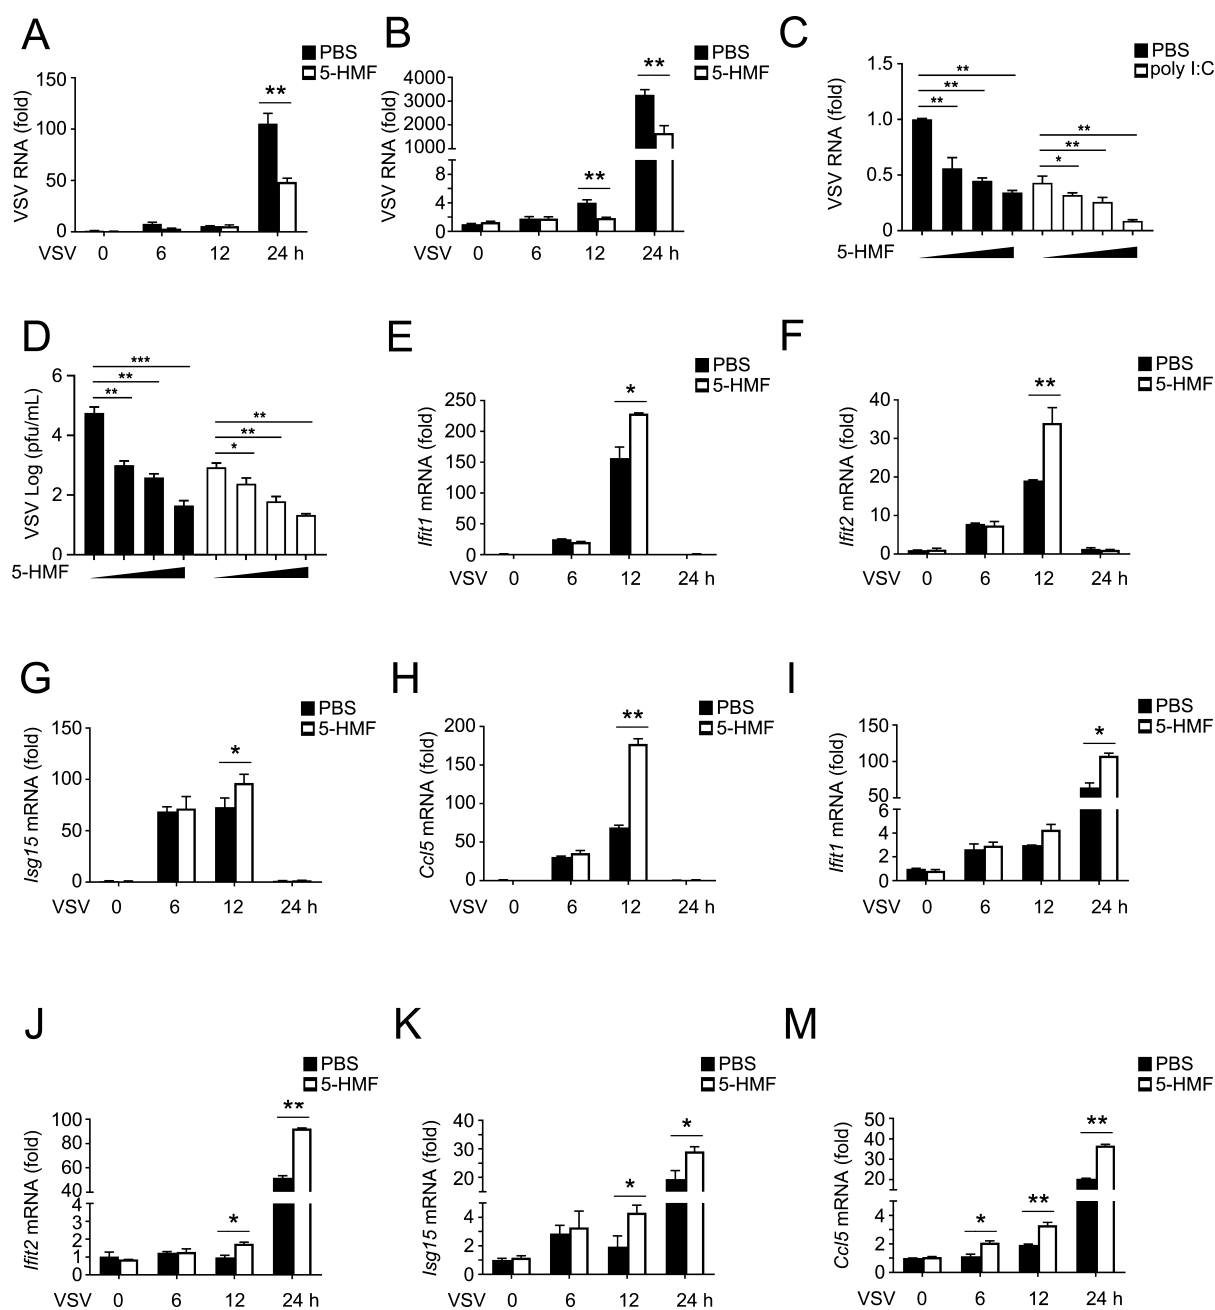 A
PBS
5-HMF
VSV RNA (fold)
150
100
50
0
**
VSV 0 6 12 24 h
B
PBS
5-HMF
VSV RNA (fold)
4000
3000
2000
1000
8
4
2
0
**
**
VSV 0 6 12 24 h
C
PBS
poly I:C
VSV RNA (fold)
1.5
1.0
0.5
0.0
**
**
**
**
**
*
5-HMF
D
VSV Log (pfu/mL)
6
4
2
0
***
**
**
**
**
*
5-HMF
E
PBS
5-HMF
Ifit1 mRNA (fold)
250
200
150
100
50
0
*
VSV 0 6 12 24 h
F
PBS
5-HMF
Ifit2 mRNA (fold)
40
30
20
10
0
**
VSV 0 6 12 24 h
G
PBS
5-HMF
Isg15 mRNA (fold)
150
100
50
0
*
VSV 0 6 12 24 h
H
PBS
5-HMF
Ccl5 mRNA (fold)
200
150
100
50
0
**
VSV 0 6 12 24 h
I
PBS
5-HMF
Ifit1 mRNA (fold)
150
100
50
6
4
2
0
*
VSV 0 6 12 24 h
J
PBS
5-HMF
Ifit2 mRNA (fold)
100
80
60
40
4
3
2
1
0
*
**
VSV 0 6 12 24 h
K
PBS
5-HMF
Isg15 mRNA (fold)
40
30
20
10
4
2
0
*
*
VSV 0 6 12 24 h
M
PBS
5-HMF
Ccl5 mRNA (fold)
50
40
30
20
10
4
2
0
*
**
**
VSV 0 6 12 24 h